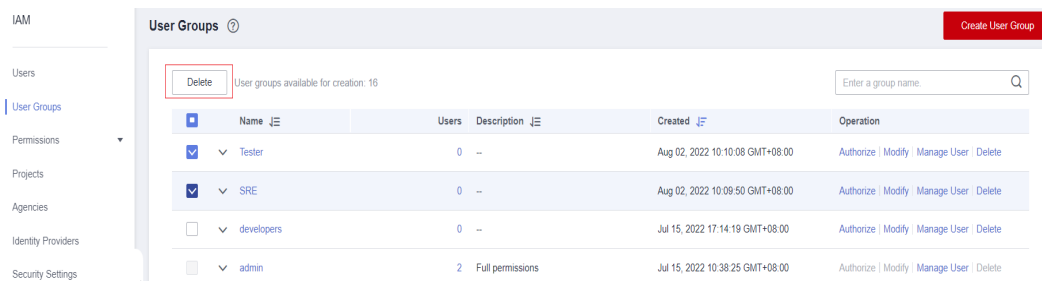 IAM
User Groups
Create User Group
Users
User Groups
Permissions
Projects
Agencies
Identity Providers
Security Settings
Delete User groups available for creation: 16
Enter a group name.
Name Users Description Created Operation
Tester 0 -- Aug 02, 2022 10:10:08 GMT+08:00 Authorize | Modify | Manage User | Delete
SRE 0 -- Aug 02, 2022 10:09:50 GMT+08:00 Authorize | Modify | Manage User | Delete
developers 0 -- Jul 15, 2022 17:14:19 GMT+08:00 Authorize | Modify | Manage User | Delete
admin 2 Full permissions Jul 15, 2022 10:38:25 GMT+08:00 Authorize | Modify | Manage User | Delete